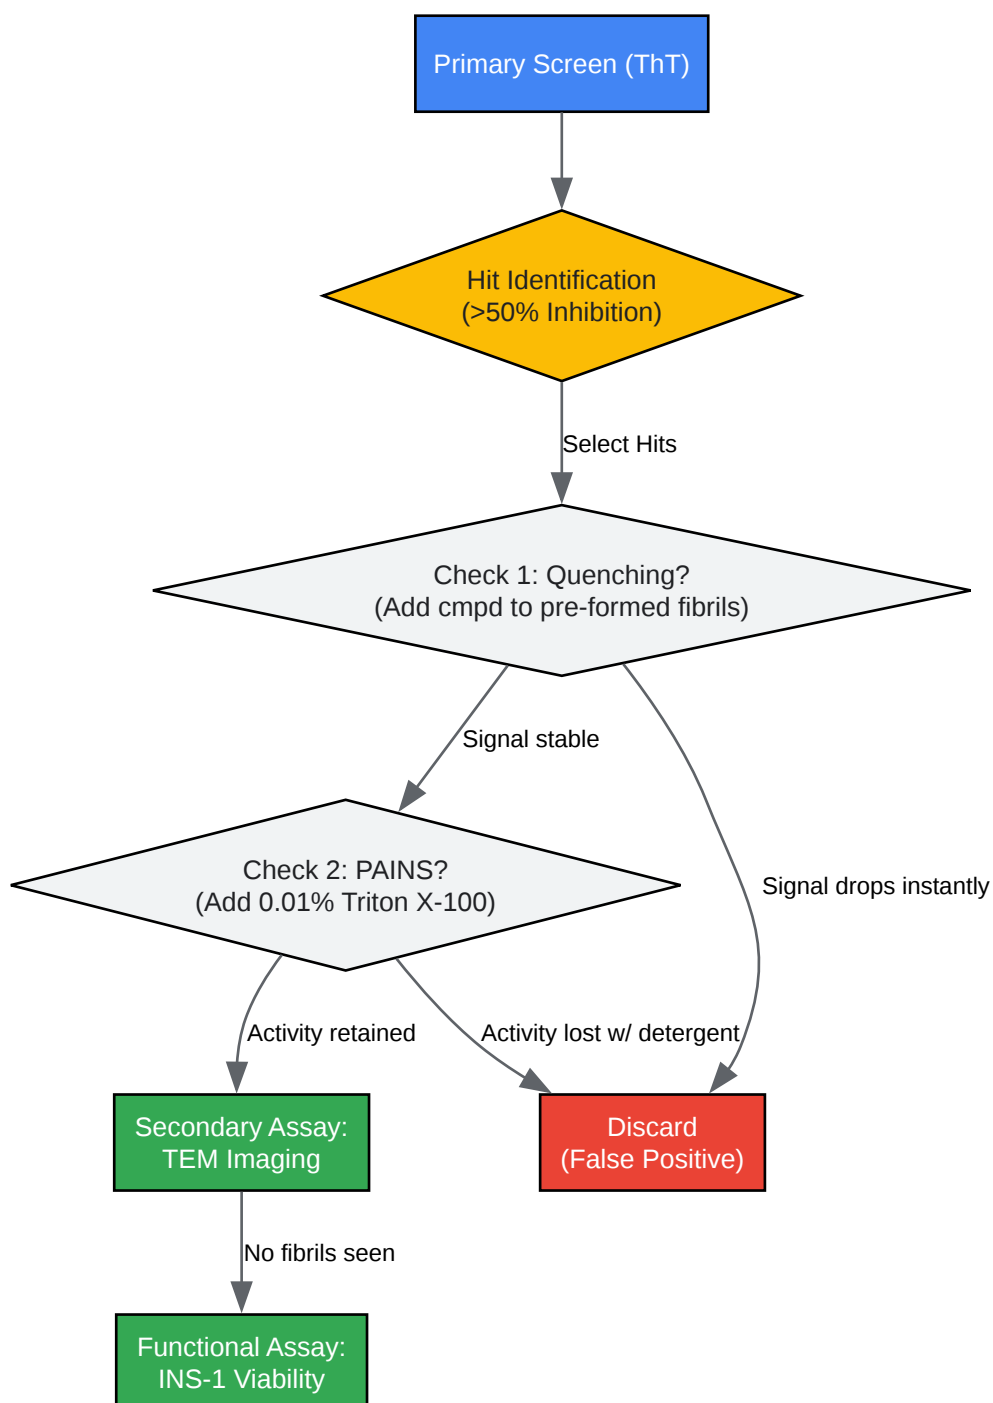 Primary Screen (ThT)
Hit Identification
(>50% Inhibition)
Select Hits
Check 1: Quenching?
(Add cmpd to pre-formed fibrils)
Signal stable
Check 2: PAINS?
(Add 0.01% Triton X-100)
Signal drops instantly
Activity retained
Activity lost w/ detergent
Secondary Assay:
TEM Imaging
Discard
(False Positive)
No fibrils seen
Functional Assay:
INS-1 Viability